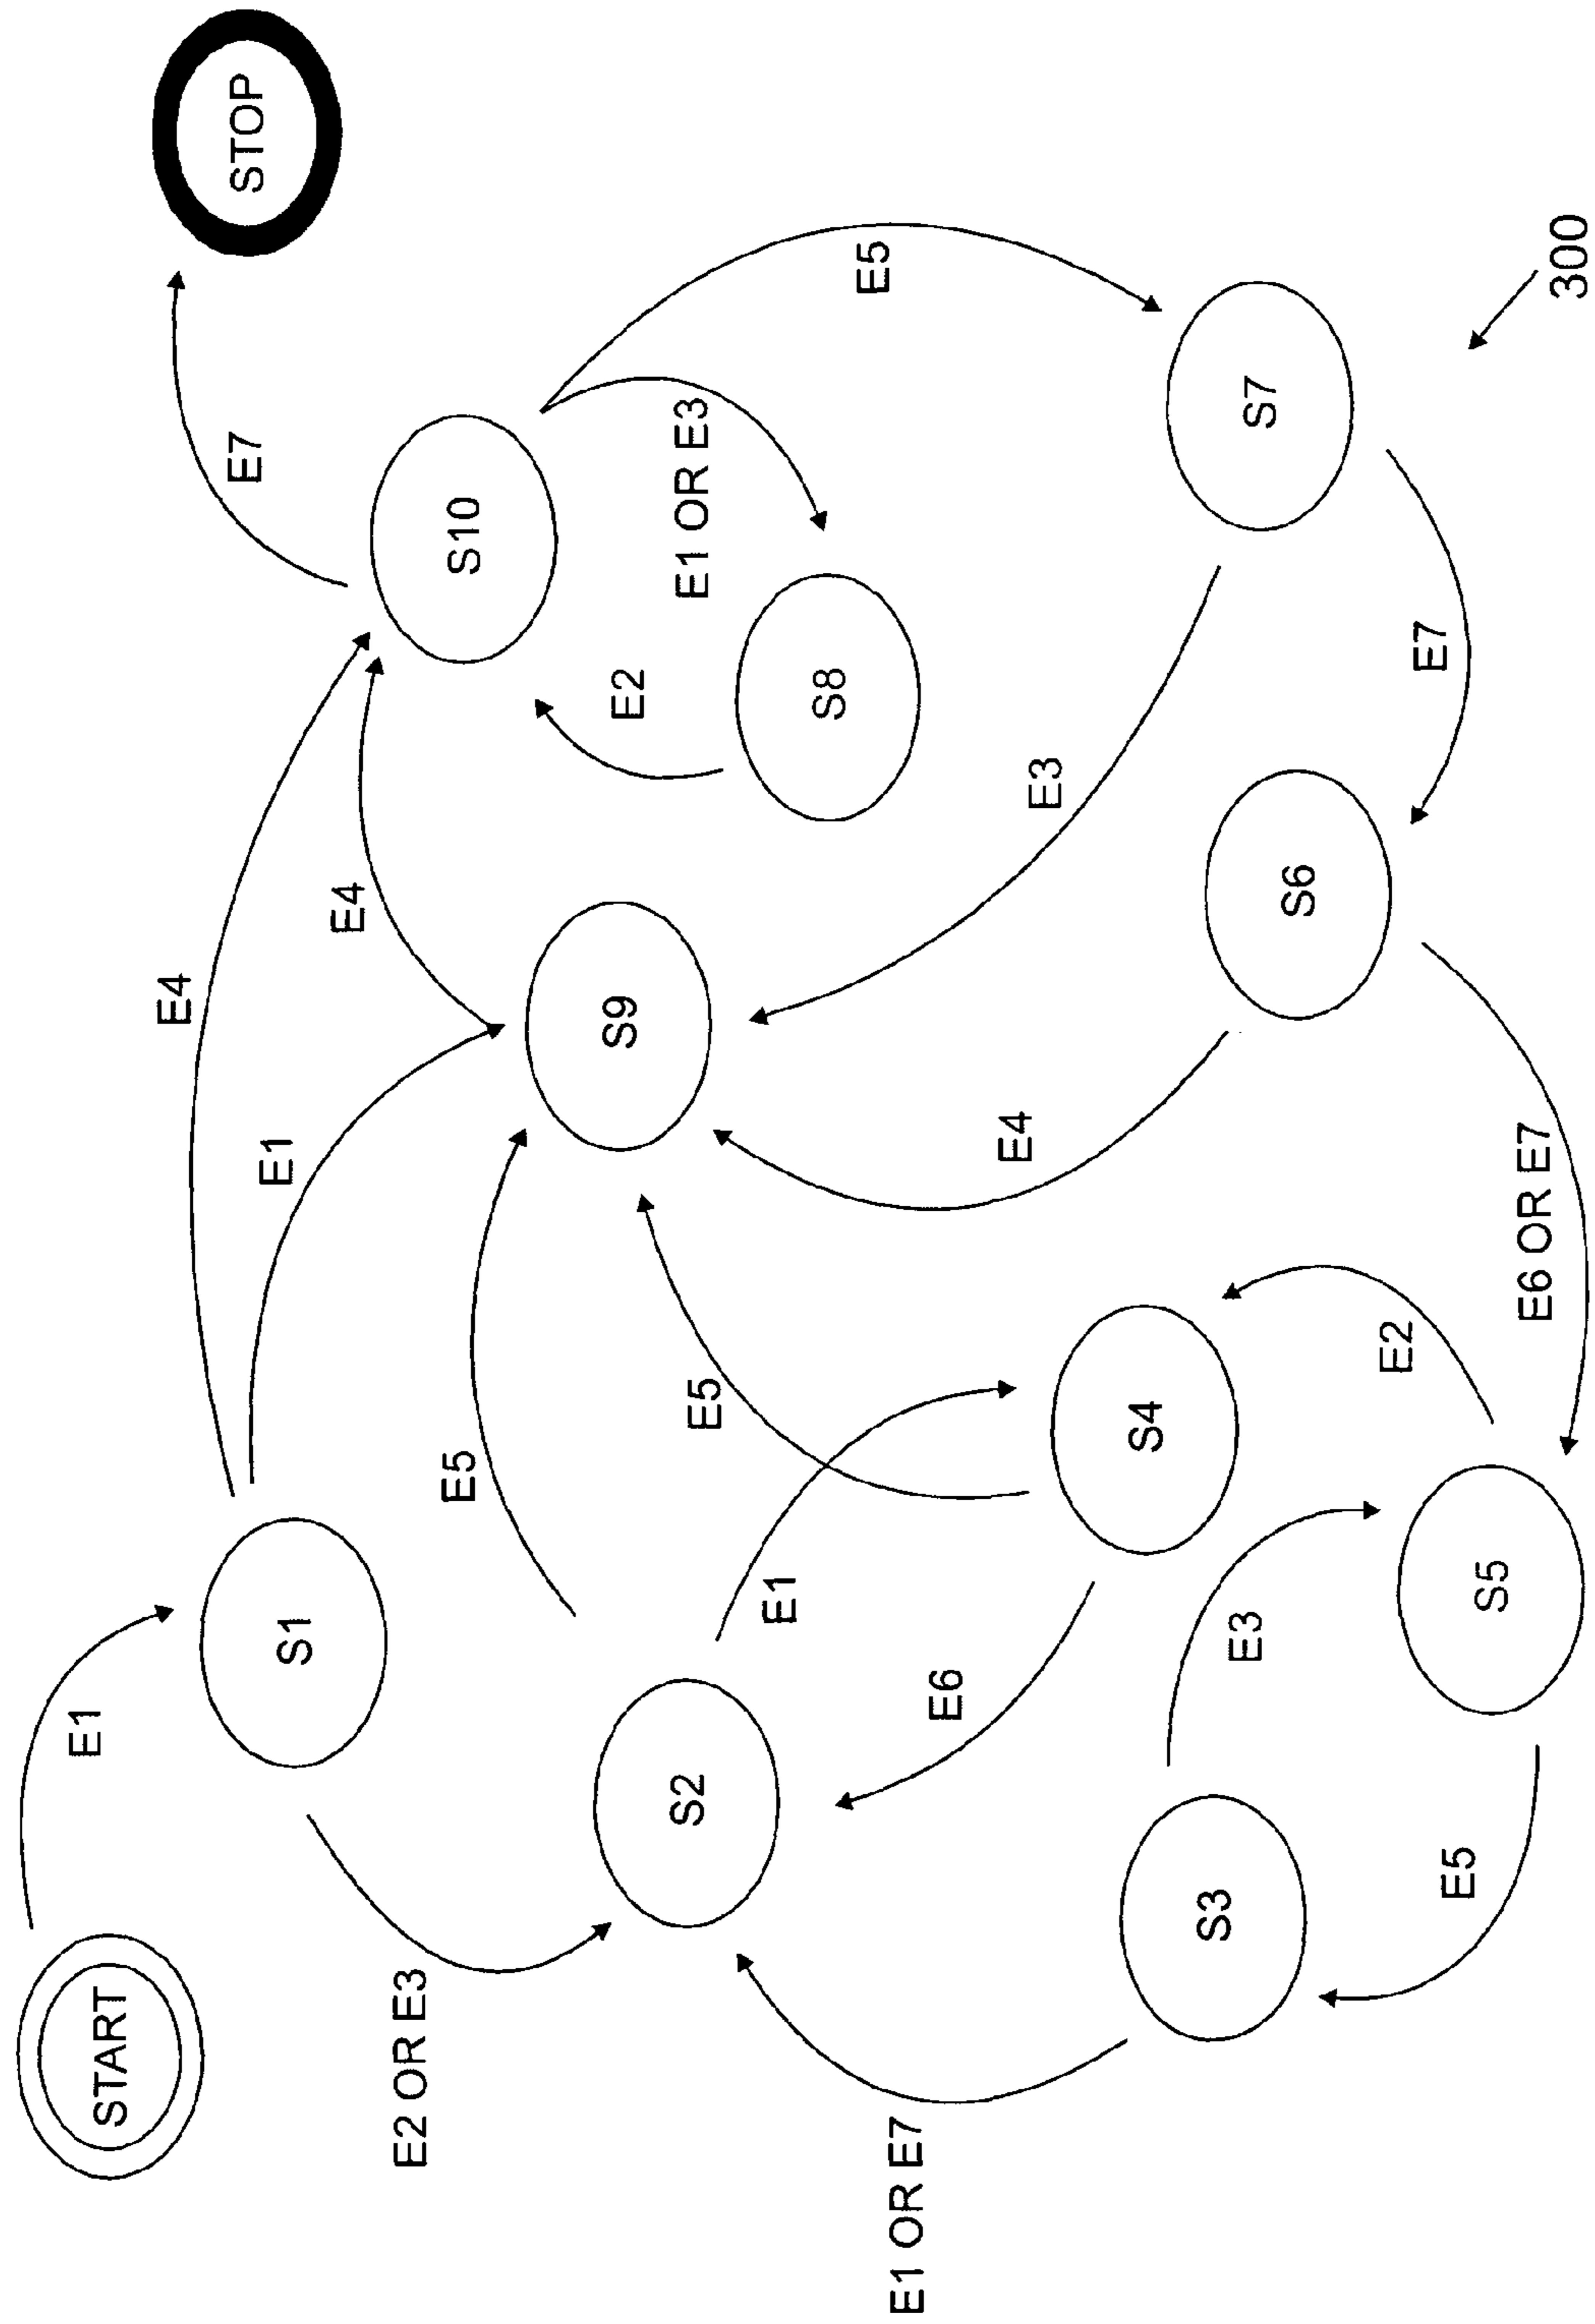 START
E1
S1
E4
E1
E7
STOP
E2 OR E3
E5
E4
S10
S2
S9
E2
E1 OR E3
E5
E1
E5
S8
E1 OR E7
E6
E4
E3
S3
E3
S4
S6
S7
E5
S5
E2
E6 OR E7
E7
300